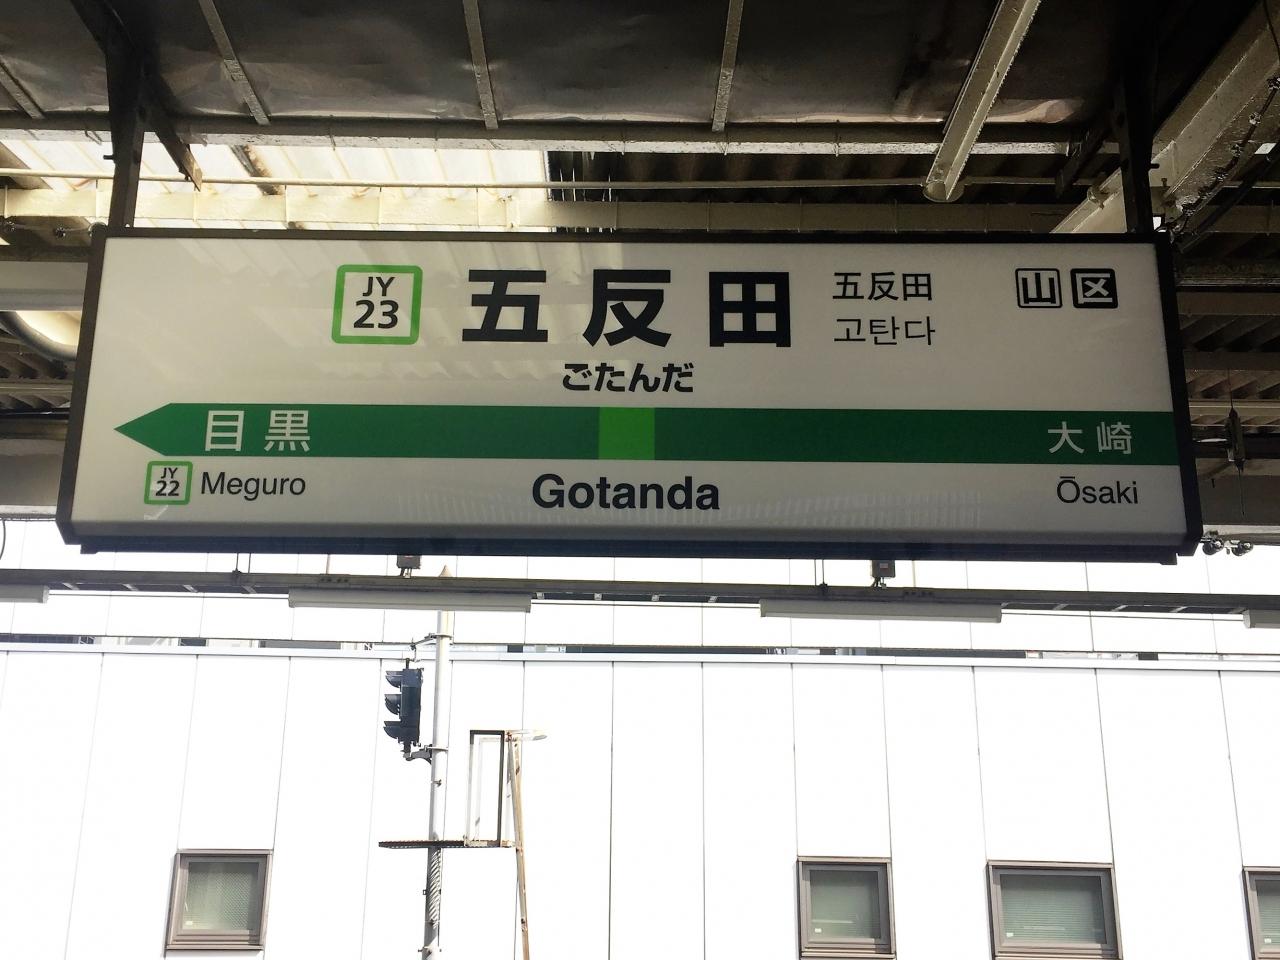 JY
23
五反田
五反田
고탄다
山 区
ごたんだ
目黒
大崎
JY
22
Meguro
Gotanda
Ōsaki